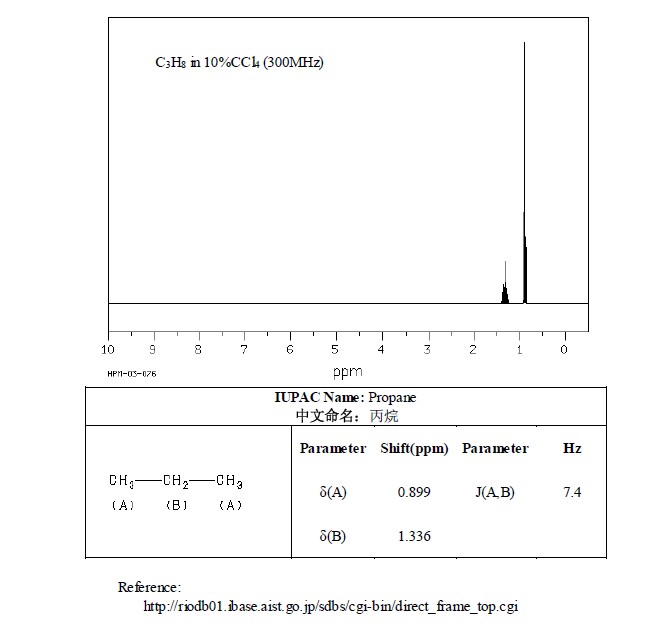 C₃H₈ in 10%CCl₄ (300MHz)
10 9 8 7 6 5 4 3 2 1 0
HPM-03-026
ppm
IUPAC Name: Propane
中文命名：丙烷
Parameter Shift(ppm) Parameter Hz
CH₃—CH₂—CH₃
(A) (B) (A)
δ(A) 0.899 J(A,B) 7.4
δ(B) 1.336
Reference:
http://riodb01.ibase.aist.go.jp/sdbs/cgi-bin/direct_frame_top.cgi